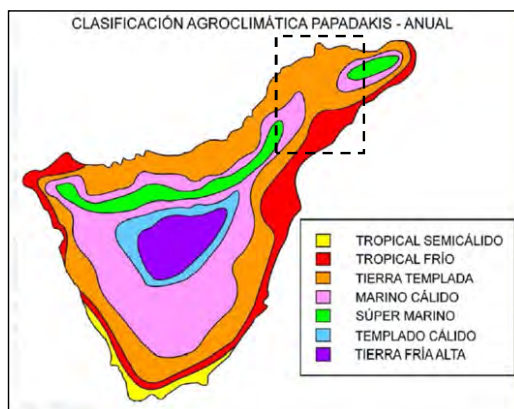 CLASIFICACIÓN AGROCLIMÁTICA PAPADAKIS - ANUAL
TROPICAL SEMICÁLIDO
TROPICAL FRÍO
TIERRA TEMPLADA
MARINO CÁLIDO
SÚPER MARINO
TEMPLADO CÁLIDO
TIERRA FRÍA ALTA